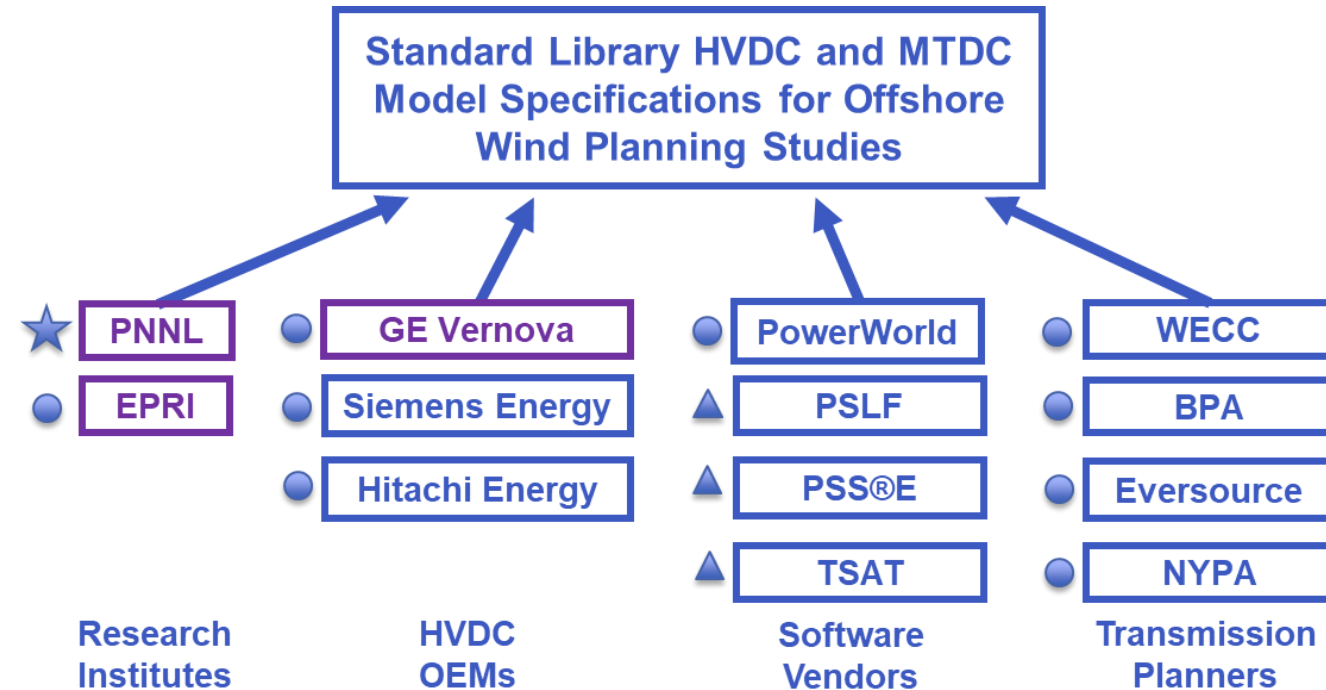 Standard Library HVDC and MTDC
Model Specifications for Offshore
Wind Planning Studies
PNNL
EPRI
Research
Institutes
GE Vernova
Siemens Energy
Hitachi Energy
HVDC
OEMs
PowerWorld
PSLF
PSS®E
TSAT
Software
Vendors
WECC
BPA
Eversource
NYPA
Transmission
Planners